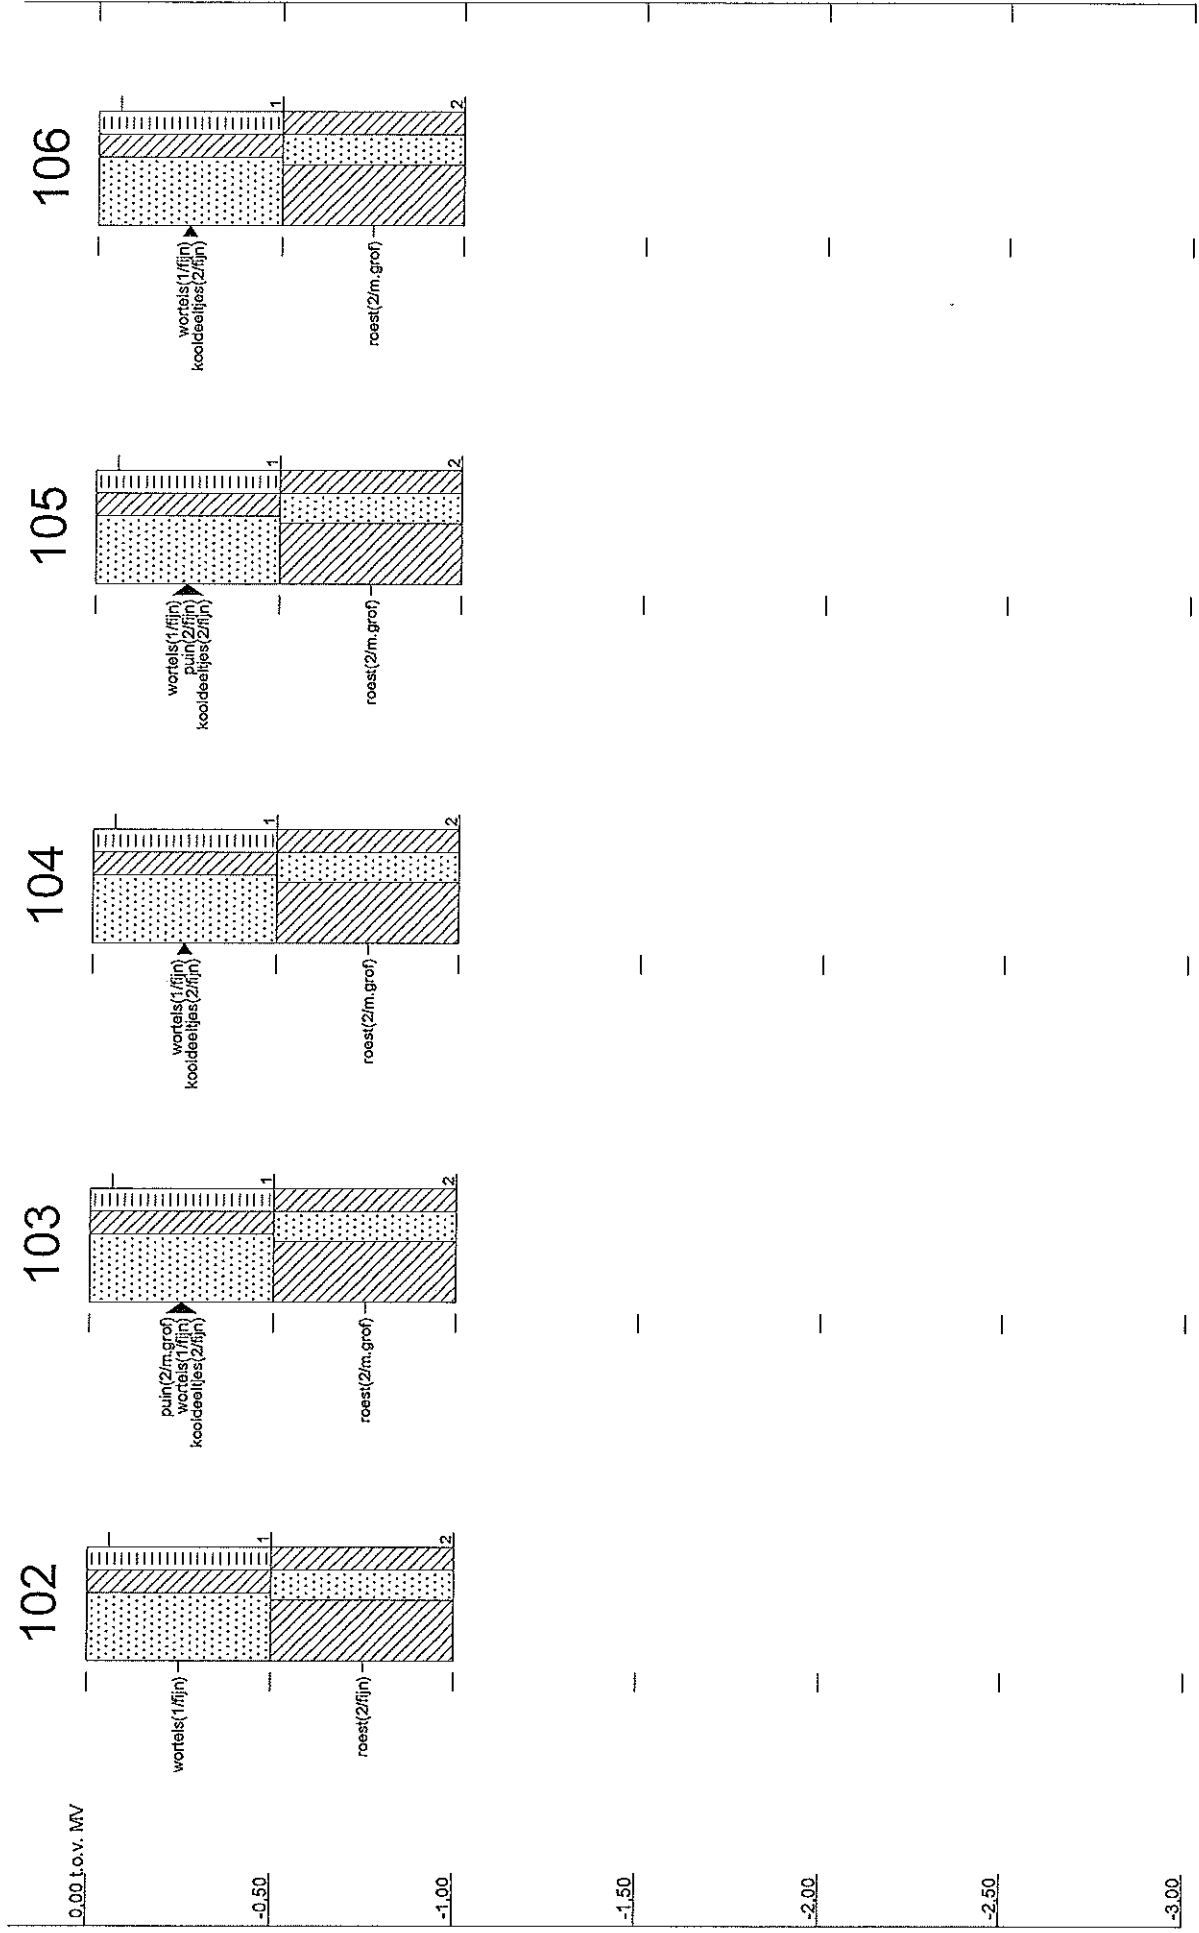 0.00 t.o.v. MV
-0.50
-1.00
-1.50
-2.00
-2.50
-3.00
102
wortels(1/fijn)
roest(2/fijn)
1
2
103
puin(2/m.grof)
wortels(1/fijn)
kooldeeltjes(2/fijn)
roest(2/m.grof)
1
2
104
wortels(1/fijn)
kooldeeltjes(2/fijn)
roest(2/m.grof)
1
2
105
wortels(1/fijn)
puin(2/fijn)
kooldeeltjes(2/fijn)
roest(2/m.grof)
1
2
106
wortels(1/fijn)
kooldeeltjes(2/fijn)
roest(2/m.grof)
1
2